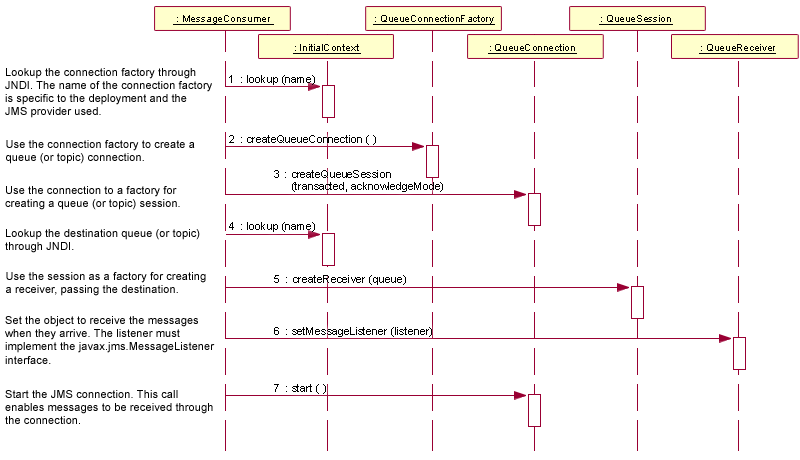 : MessageConsumer
: QueueConnectionFactory
: QueueSession
: InitialContext
: QueueConnection
: QueueReceiver
Lookup the connection factory through
JNDI. The name of the connection factory
is specific to the deployment and the
JMS provider used.
1 : lookup (name)
Use the connection factory to create a
queue (or topic) connection.
2 : createQueueConnection ( )
Use the connection to a factory for
creating a queue (or topic) session.
3 : createQueueSession
(transacted, acknowledgeMode)
Lookup the destination queue (or topic)
through JNDI.
4 : lookup (name)
Use the session as a factory for creating
a receiver, passing the destination.
5 : createReceiver (queue)
Set the object to receive the messages
when they arrive. The listener must
implement the javax.jms.MessageListener
interface.
6 : setMessageListener (listener)
Start the JMS connection. This call
enables messages to be received through
the connection.
7 : start ( )